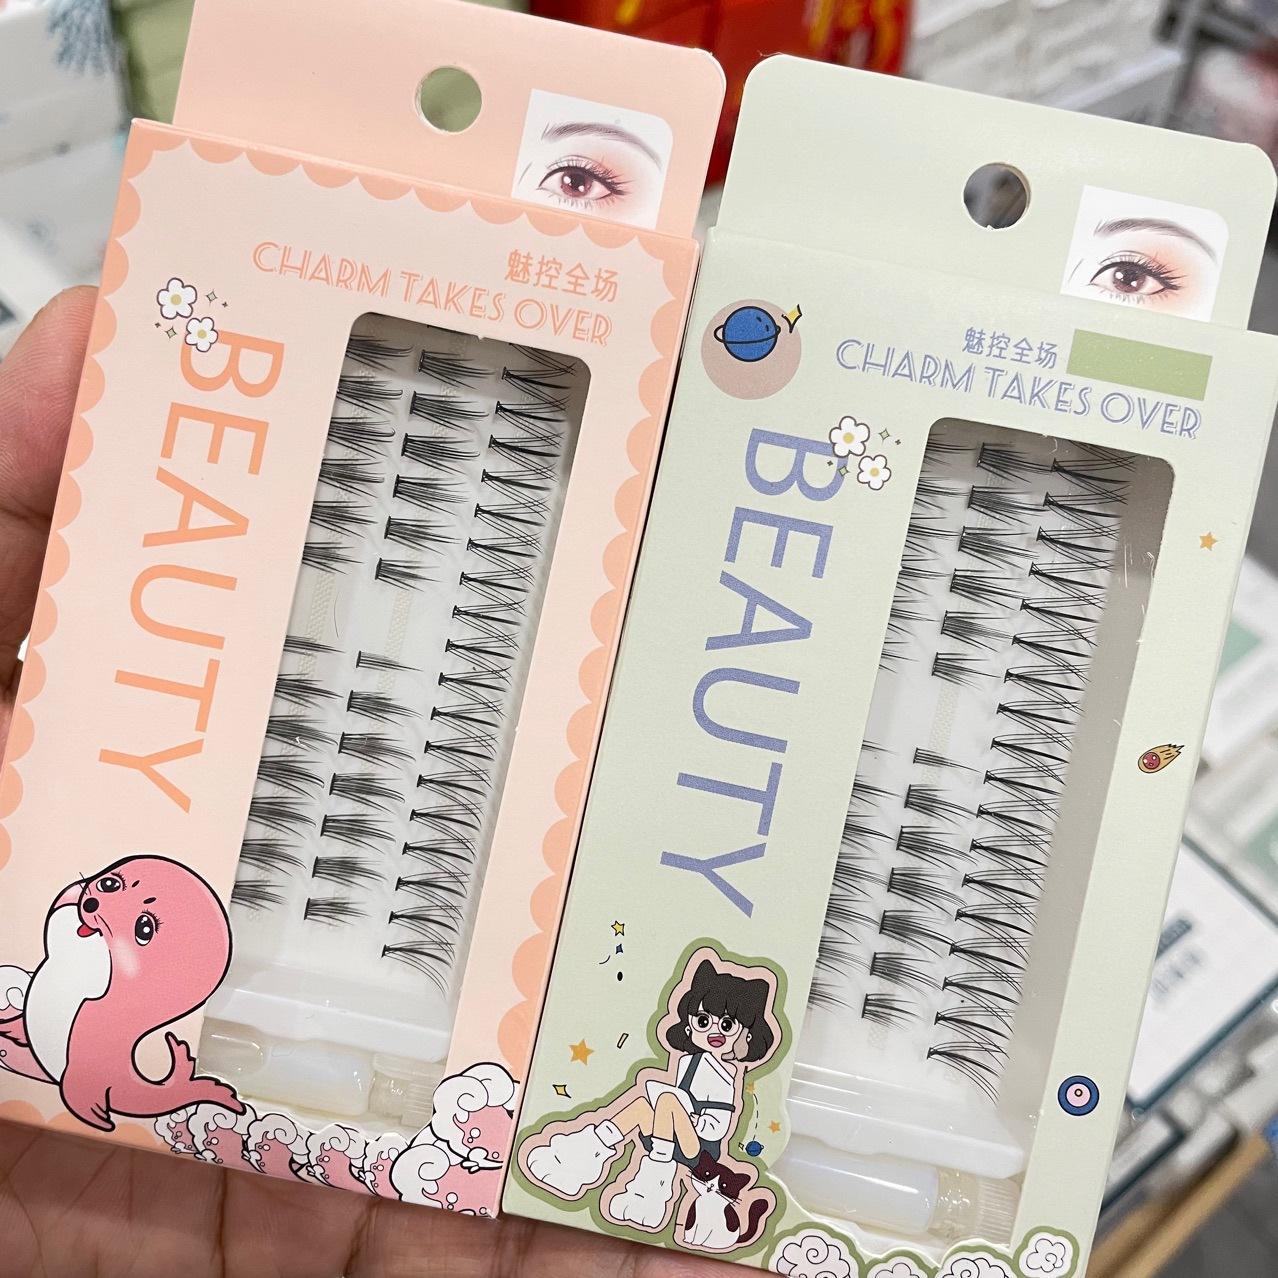 魅控全场
CHARM TAKES OVER
BEAUTY
魅控全场
CHARM TAKES OVER
BEAUTY